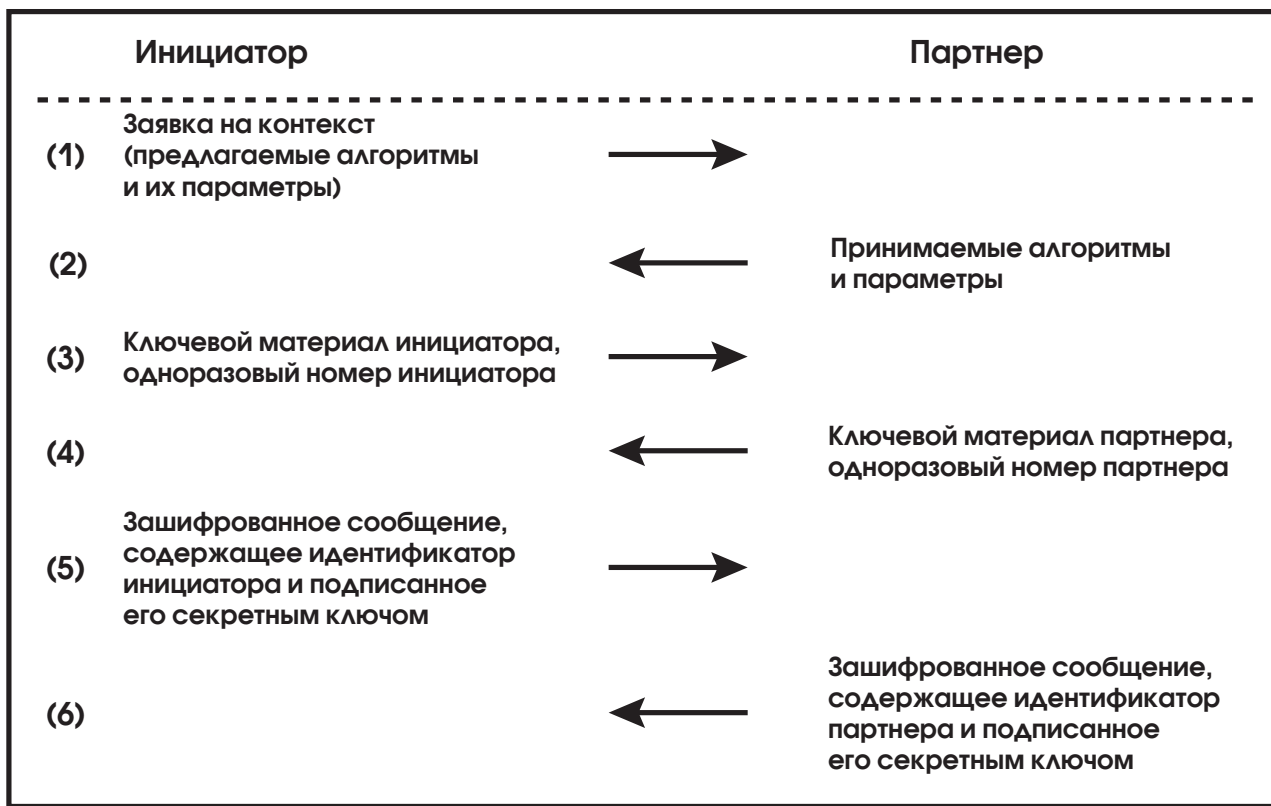 Инициатор
Партнер
(1)
Заявка на контекст
(предлагаемые алгоритмы
и их параметры)
(2)
Принимаемые алгоритмы
и параметры
(3)
Ключевой материал инициатора,
одноразовый номер инициатора
(4)
Ключевой материал партнера,
одноразовый номер партнера
(5)
Зашифрованное сообщение,
содержащее идентификатор
инициатора и подписанное
его секретным ключом
(6)
Зашифрованное сообщение,
содержащее идентификатор
партнера и подписанное
его секретным ключом